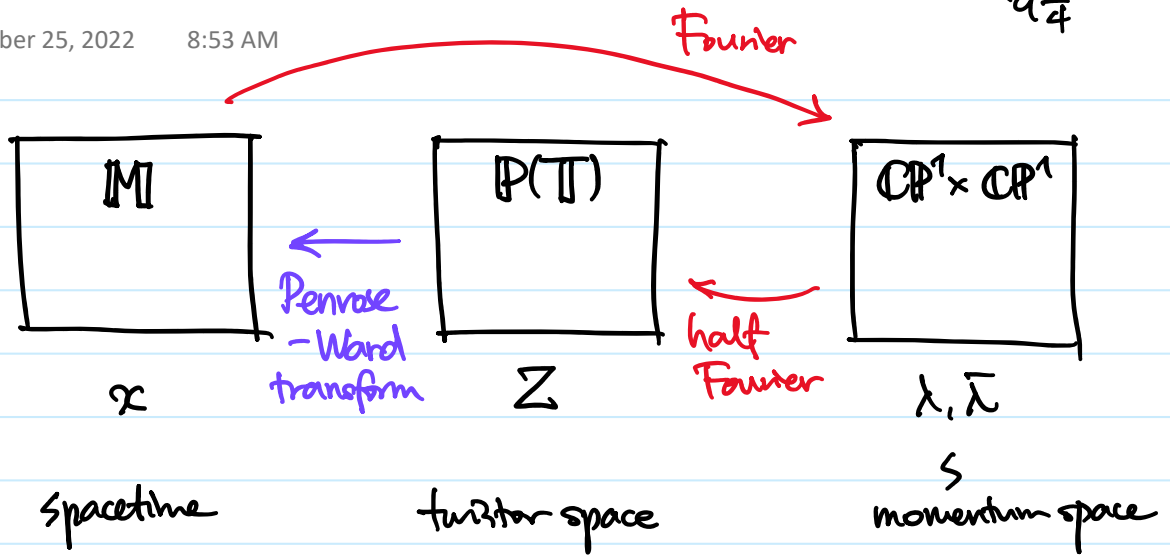 ber 25, 2022 8:53 AM
Fourier
𝕄
ℙ(𝕋)
ℂℙ¹ × ℂℙ¹
Penrose
-Ward
transform
half
Fourier
x
Z
λ, λ̄
spacetime
twistor space
momentum space